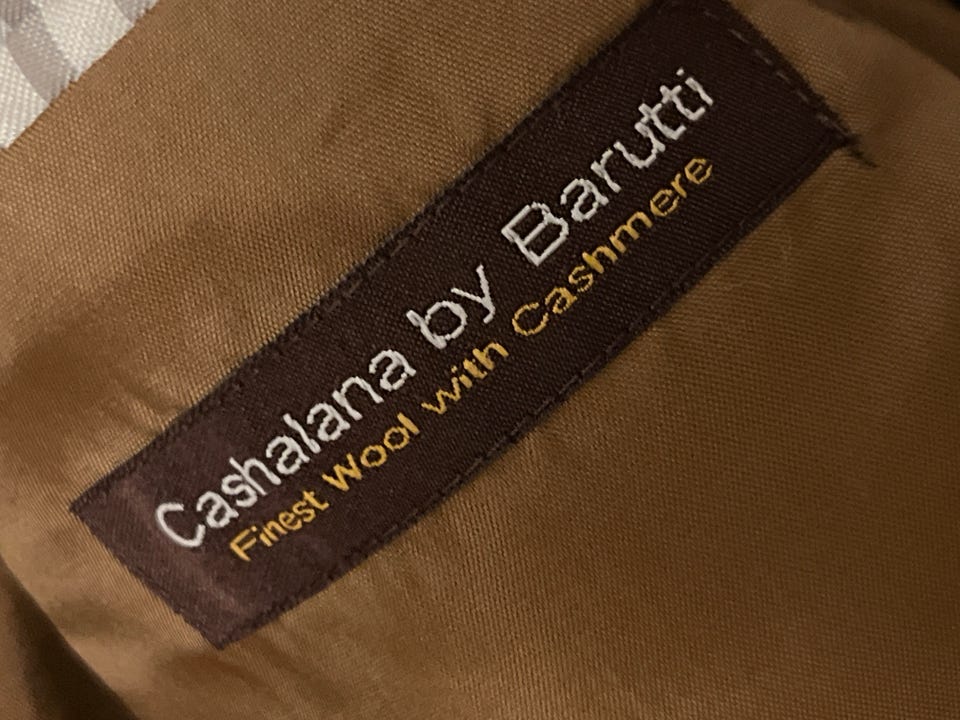 Cashalana by Barutti
Finest Wool with Cashmere